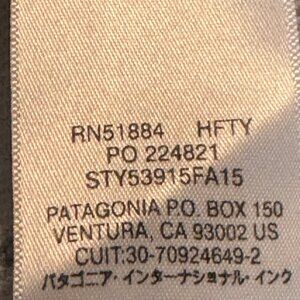 RN51884 HFTY
PO 224821
STY53915FA15
PATAGONIA P.O. BOX 150
VENTURA, CA 93002 US
CUIT:30-70924649-2
パタゴニア・インターナショナル・インク